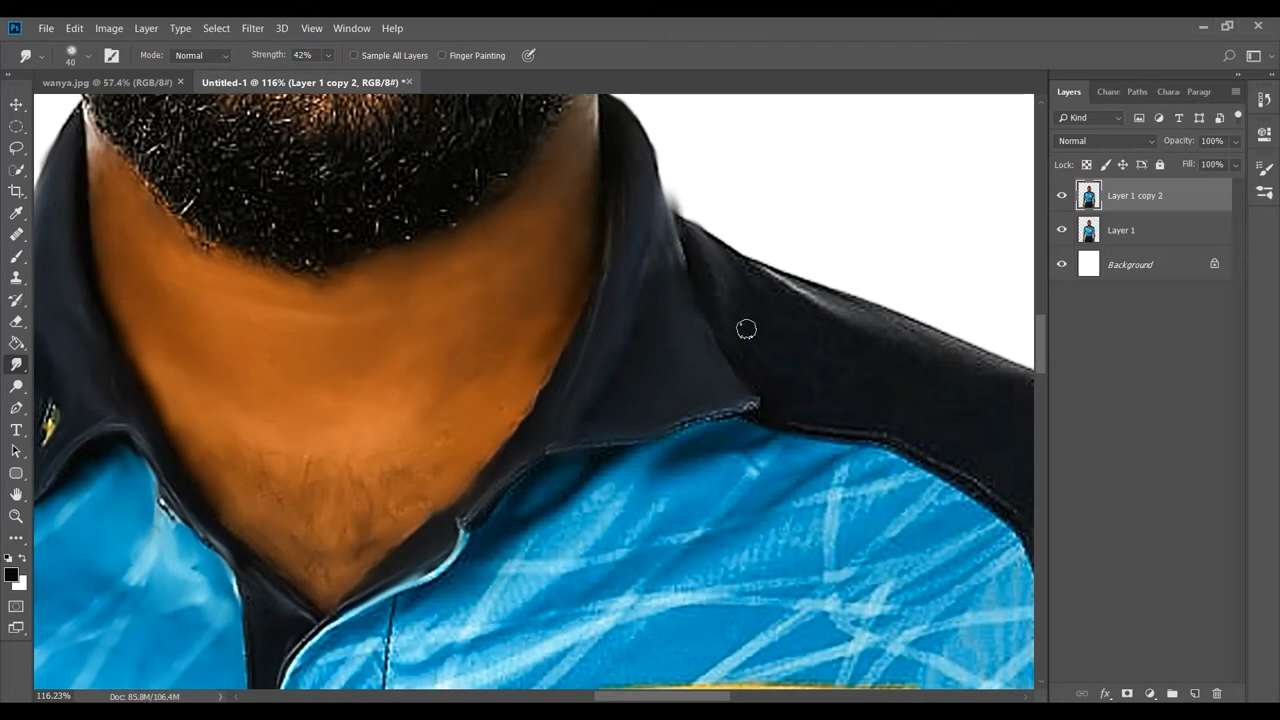 Ps File Edit Image Layer Type Select Filter 3D View Window Help
40 Mode: Normal Strength: 42% Sample All Layers Finger Painting
wanya.jpg @ 57.4% (RGB/8#) × Untitled-1 @ 116% (Layer 1 copy 2, RGB/8#) * ×
Layers Chann Paths Chara Paragr
Kind
Normal Opacity: 100%
Lock: Fill: 100%
Layer 1 copy 2
Layer 1
Background
116.23% Doc: 85.8M/106.4M